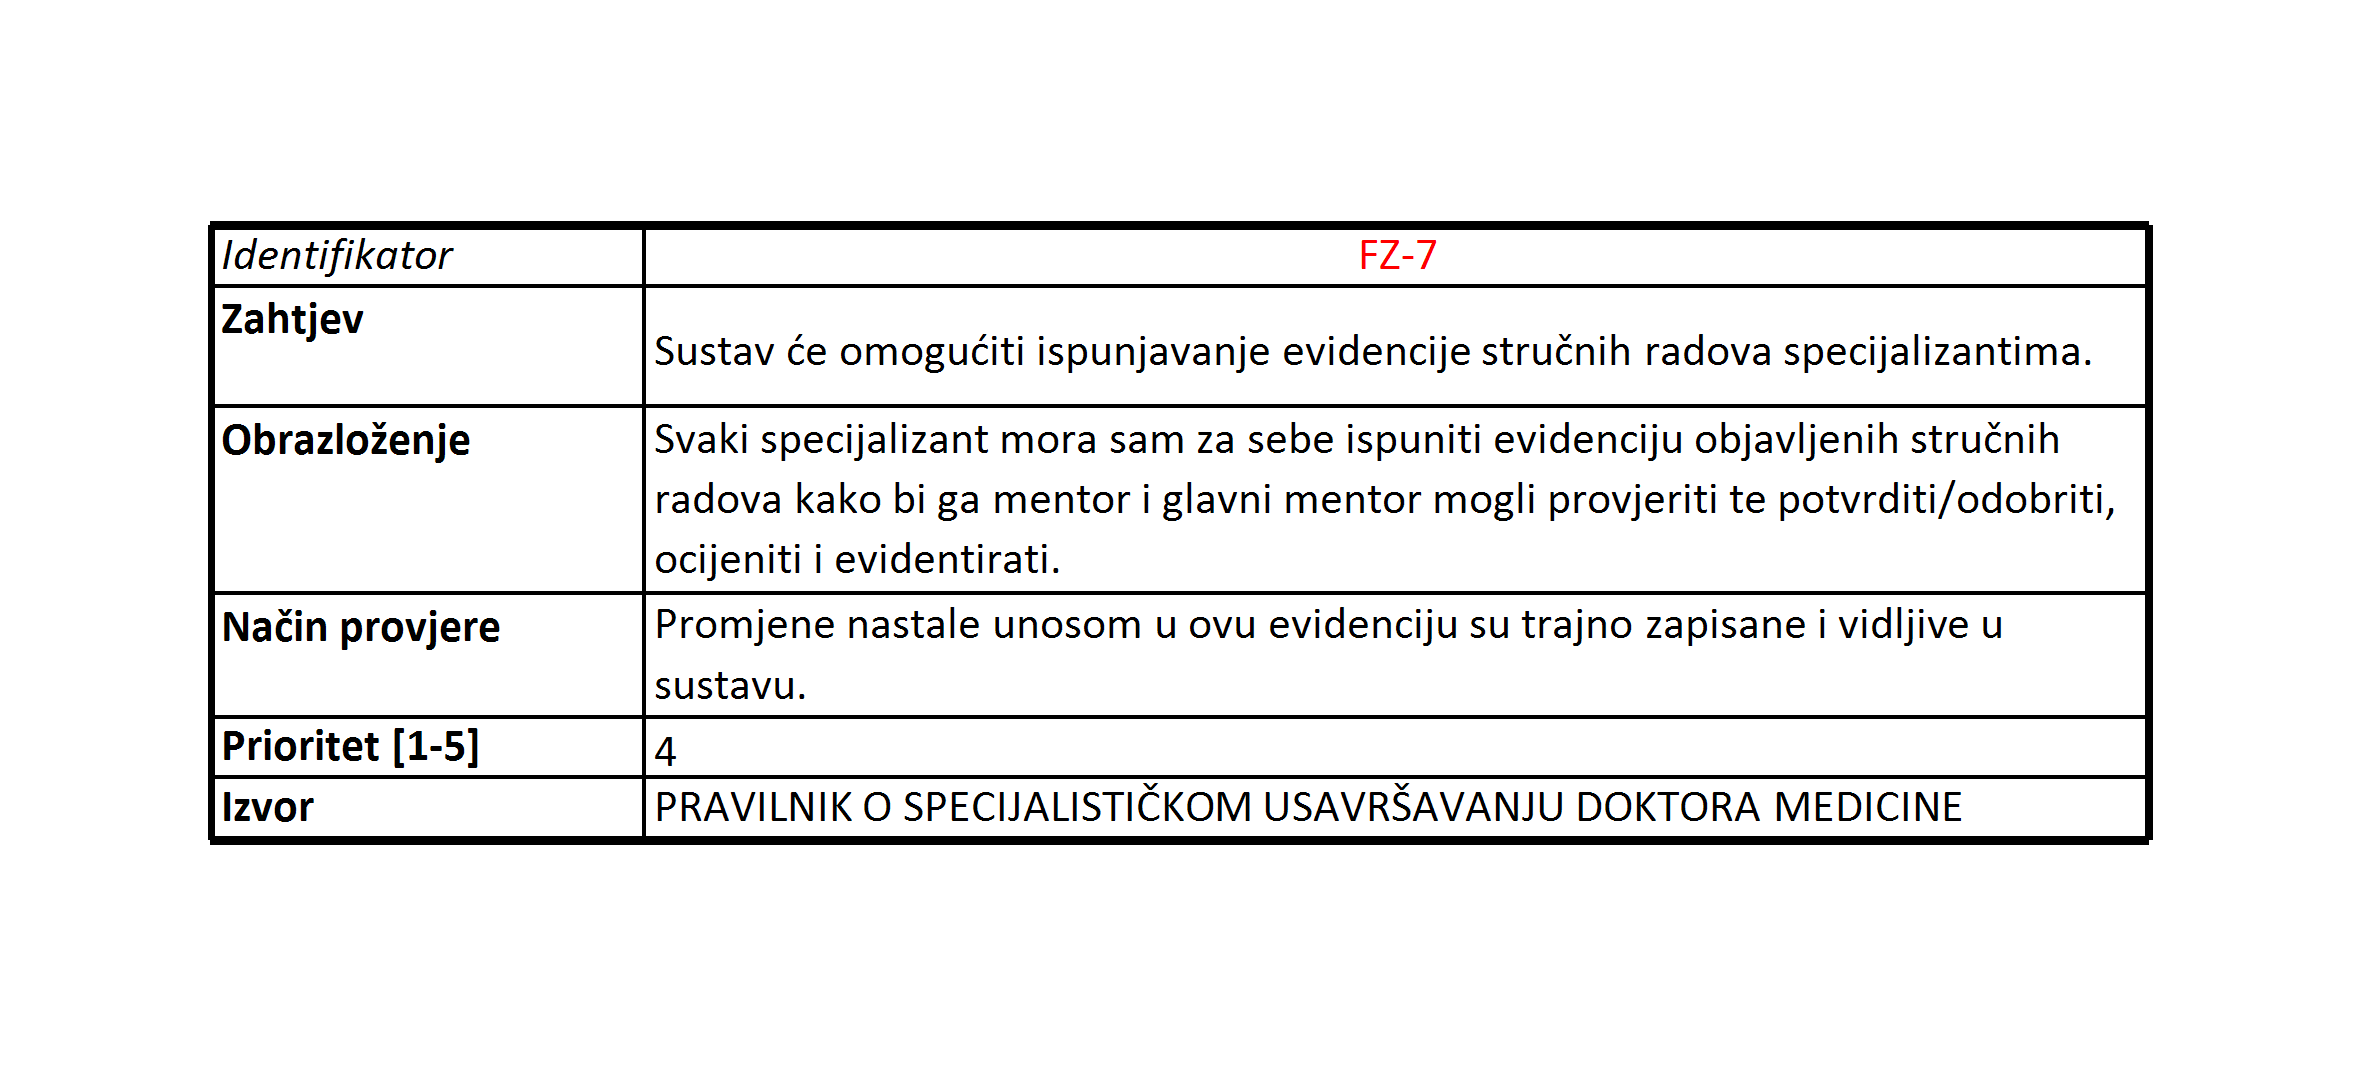 Identifikator FZ-7
Zahtjev
Sustav će omogućiti ispunjavanje evidencije stručnih radova specijalizantima.
Obrazloženje Svaki specijalizant mora sam za sebe ispuniti evidenciju objavljenih stručnih
radova kako bi ga mentor i glavni mentor mogli provjeriti te potvrditi/odobriti,
ocijeniti i evidentirati.
Način provjere Promjene nastale unosom u ovu evidenciju su trajno zapisane i vidljive u
sustavu.
Prioritet [1-5] 4
Izvor PRAVILNIK O SPECIJALISTIČKOM USAVRŠAVANJU DOKTORA MEDICINE